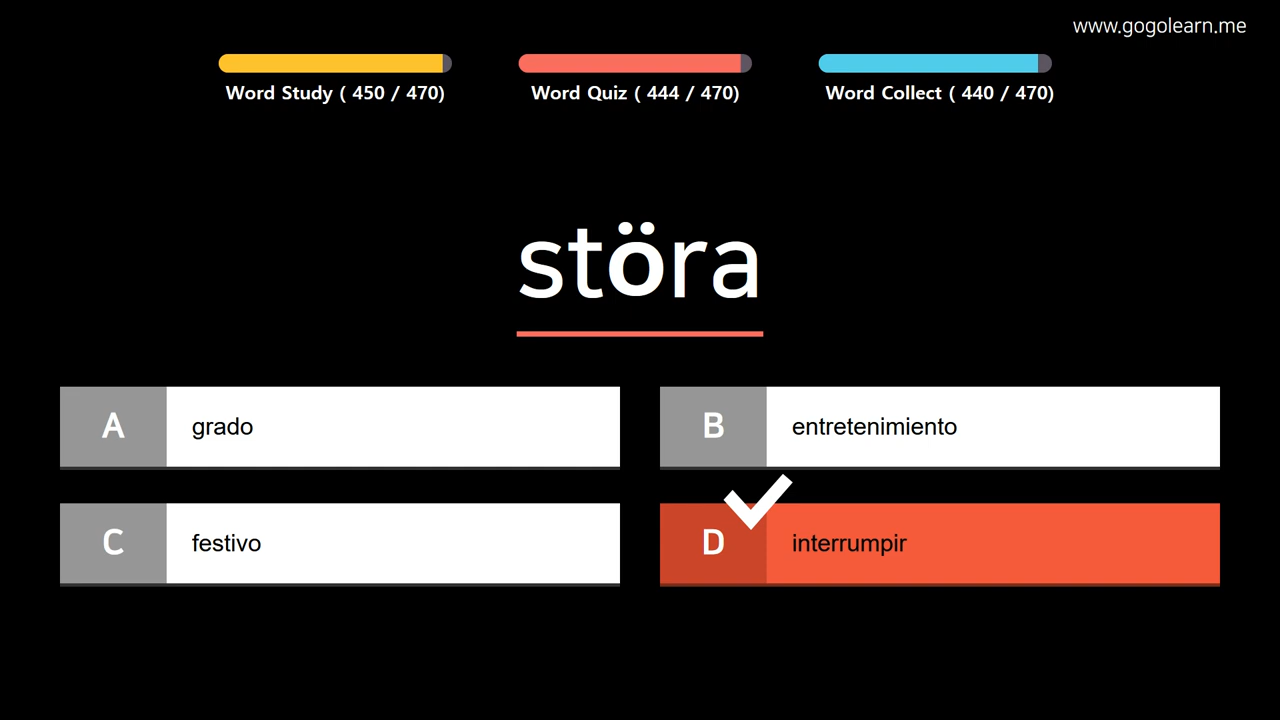 www.gogolearn.me
Word Study ( 450 / 470)
Word Quiz ( 444 / 470)
Word Collect ( 440 / 470)
störa
A grado
B entretenimiento
C festivo
D interrumpir